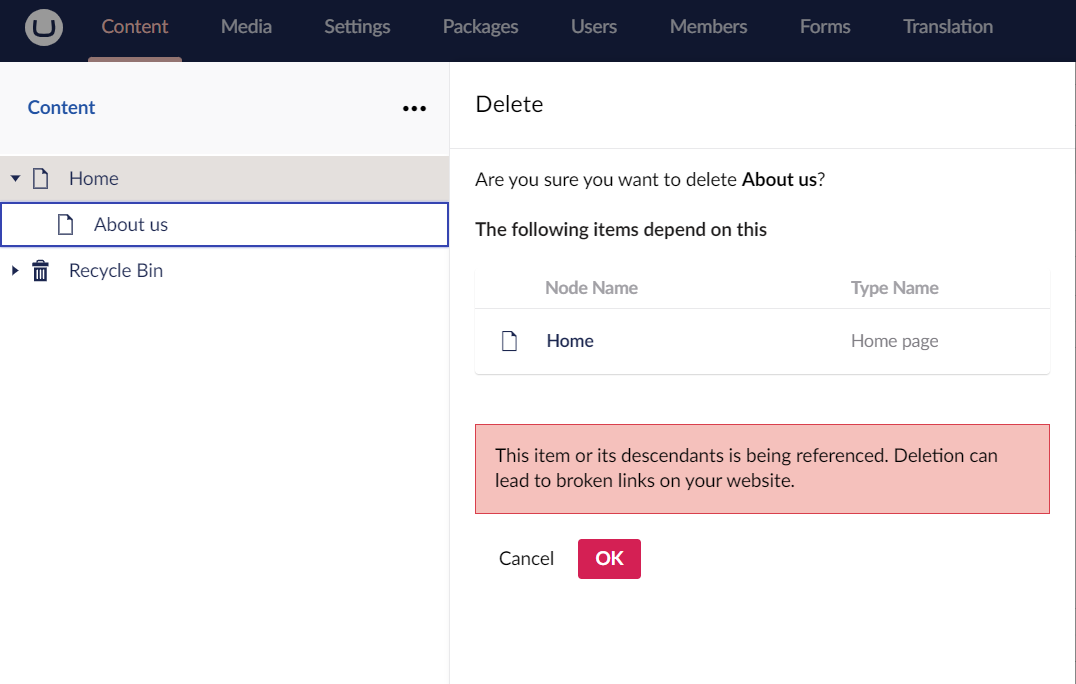 Content Media Settings Packages Users Members Forms Translation
Content
Home
About us
Recycle Bin
Delete
Are you sure you want to delete About us?
The following items depend on this
Node Name Type Name
Home Home page
This item or its descendants is being referenced. Deletion can
lead to broken links on your website.
Cancel OK